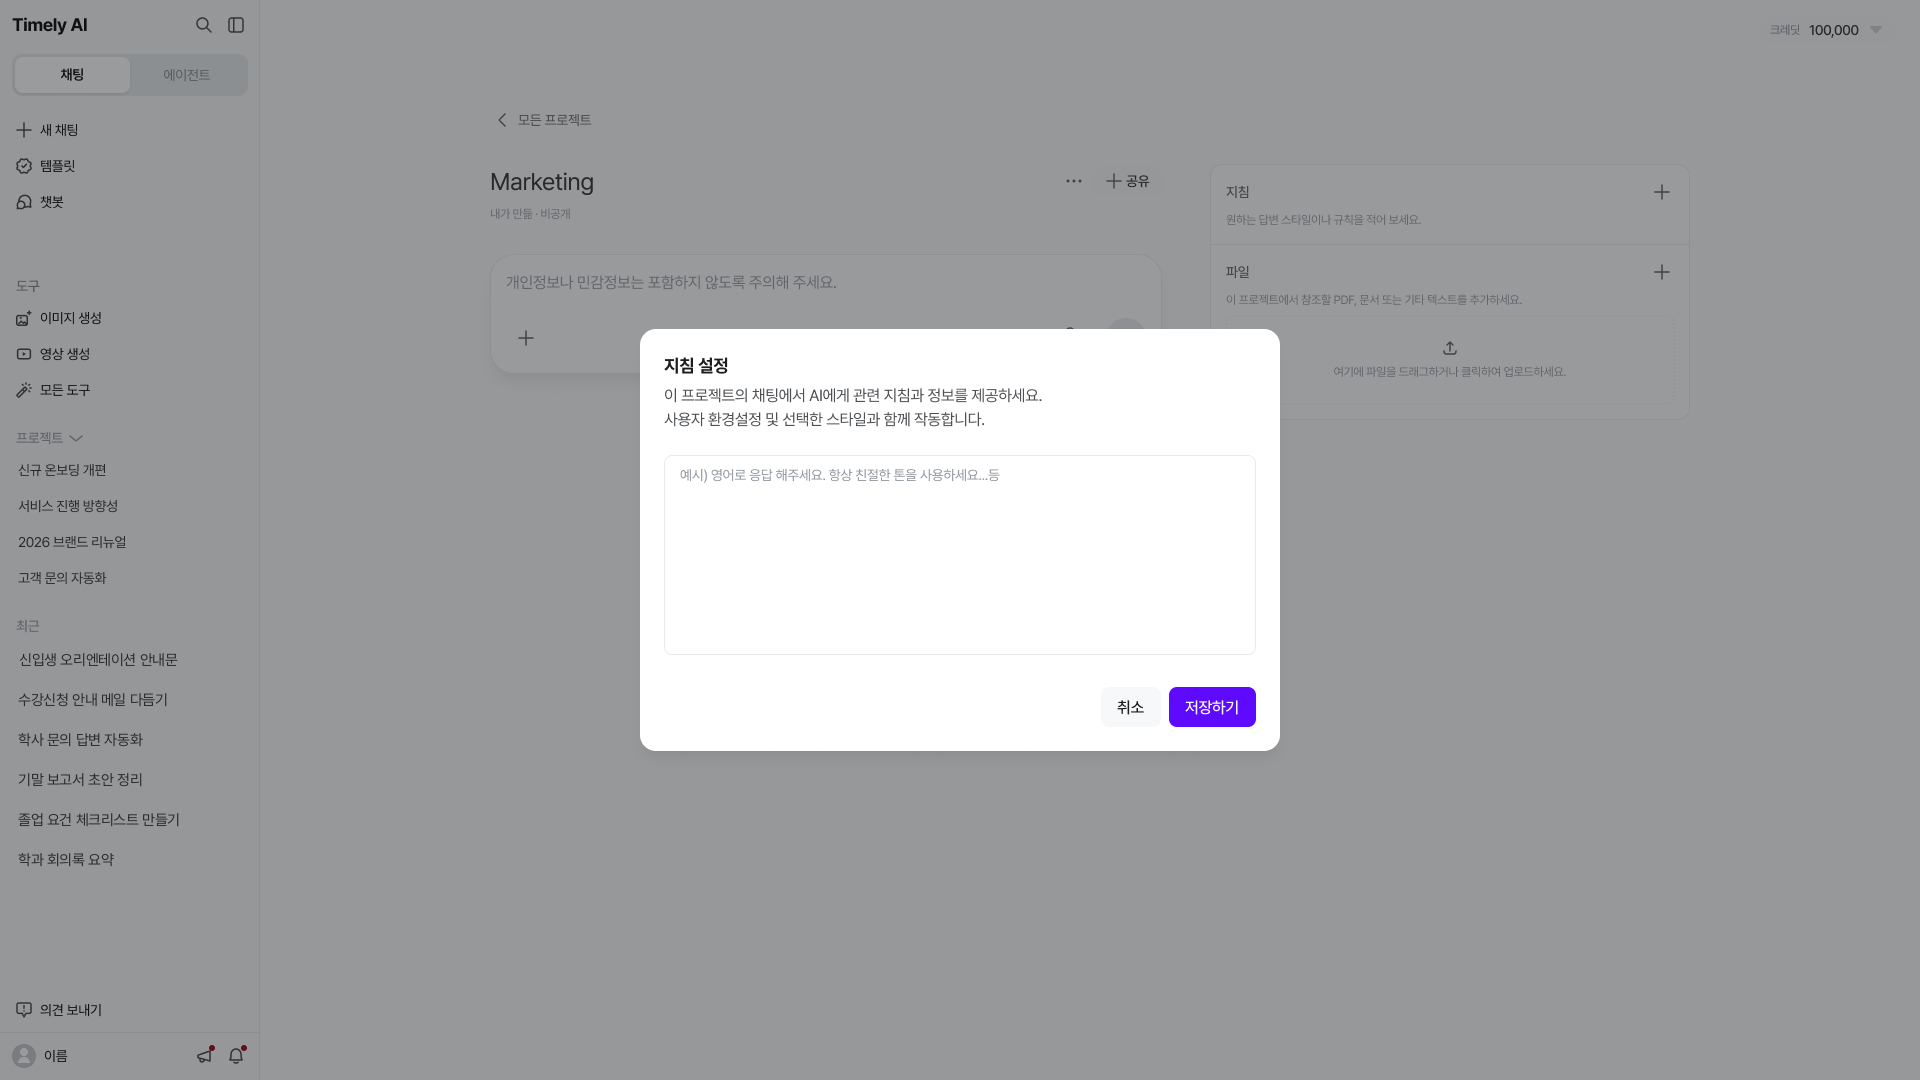 Timely AI
채팅
에이전트
새 채팅
템플릿
챗봇
도구
이미지 생성
영상 생성
모든 도구
프로젝트
신규 온보딩 개편
서비스 진행 방향성
2026 브랜드 리뉴얼
고객 문의 자동화
최근
신입생 오리엔테이션 안내문
수강신청 안내 메일 다듬기
학사 문의 답변 자동화
기말 보고서 초안 정리
졸업 요건 체크리스트 만들기
학과 회의록 요약
의견 보내기
이름
크레딧 100,000
모든 프로젝트
Marketing
공유
내가 만듦 · 비공개
개인정보나 민감정보는 포함하지 않도록 주의해 주세요.
지침
원하는 답변 스타일이나 규칙을 적어 보세요.
파일
이 프로젝트에서 참조할 PDF, 문서 또는 기타 텍스트를 추가하세요.
여기에 파일을 드래그하거나 클릭하여 업로드하세요.
지침 설정
이 프로젝트의 채팅에서 AI에게 관련 지침과 정보를 제공하세요.
사용자 환경설정 및 선택한 스타일과 함께 작동합니다.
예시) 영어로 응답 해주세요. 항상 친절한 톤을 사용하세요...등
취소
저장하기